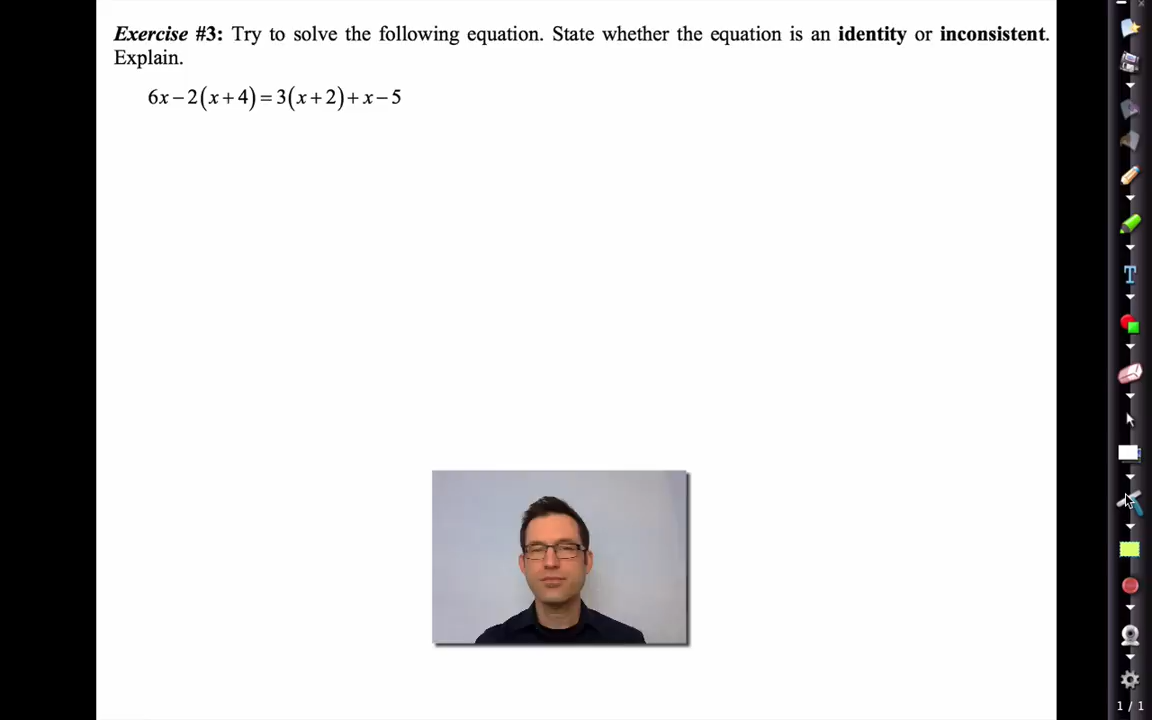 Exercise #3: Try to solve the following equation. State whether the equation is an identity or inconsistent.
Explain.
6x−2(x+4)=3(x+2)+x−5
T
1 / 1